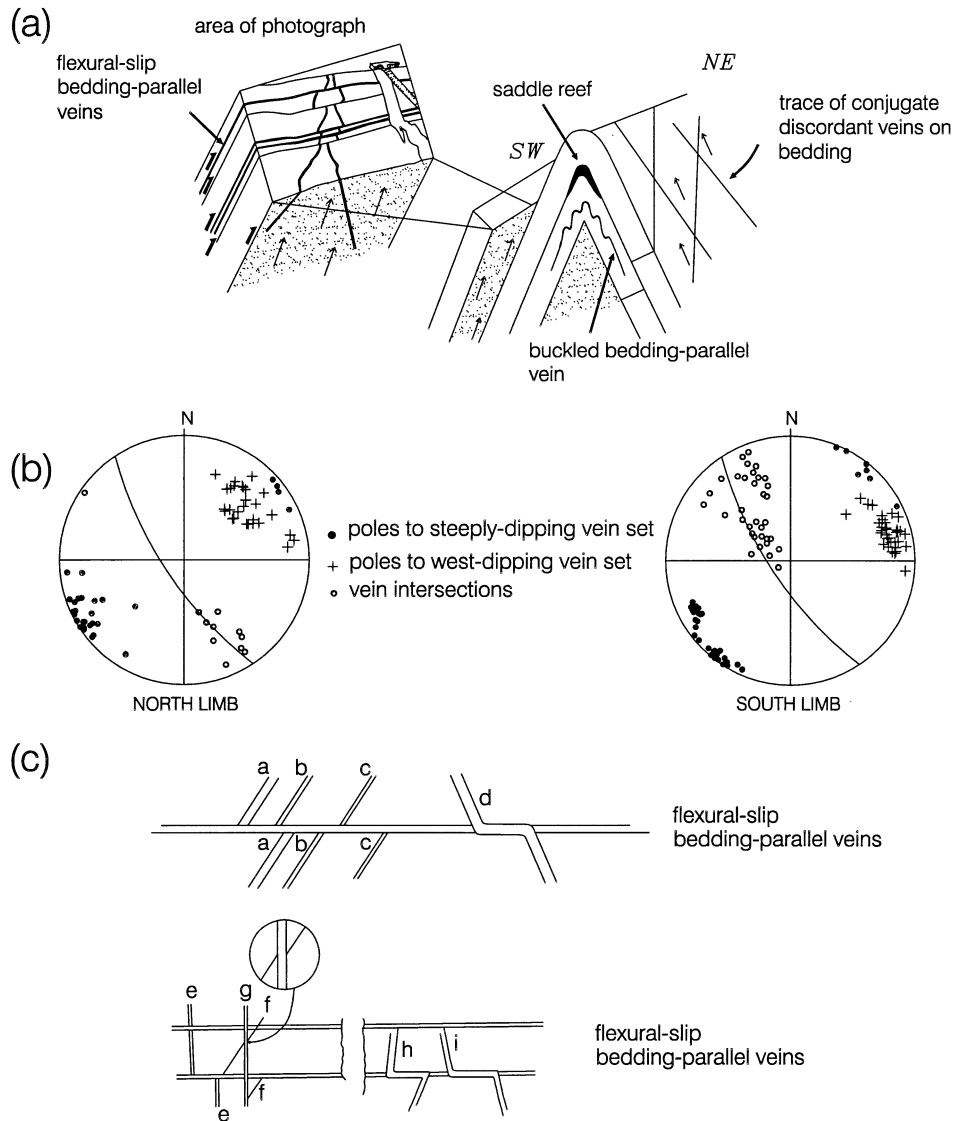 (a)
area of photograph
flexural-slip
bedding-parallel
veins
saddle reef
NE
SW
trace of conjugate
discordant veins on
bedding
buckled bedding-parallel
vein
(b)
N
N
poles to steeply-dipping vein set
poles to west-dipping vein set
vein intersections
NORTH LIMB
SOUTH LIMB
(c)
a b c
d
flexural-slip
bedding-parallel veins
a b c
e g f
h i
flexural-slip
bedding-parallel veins
e f